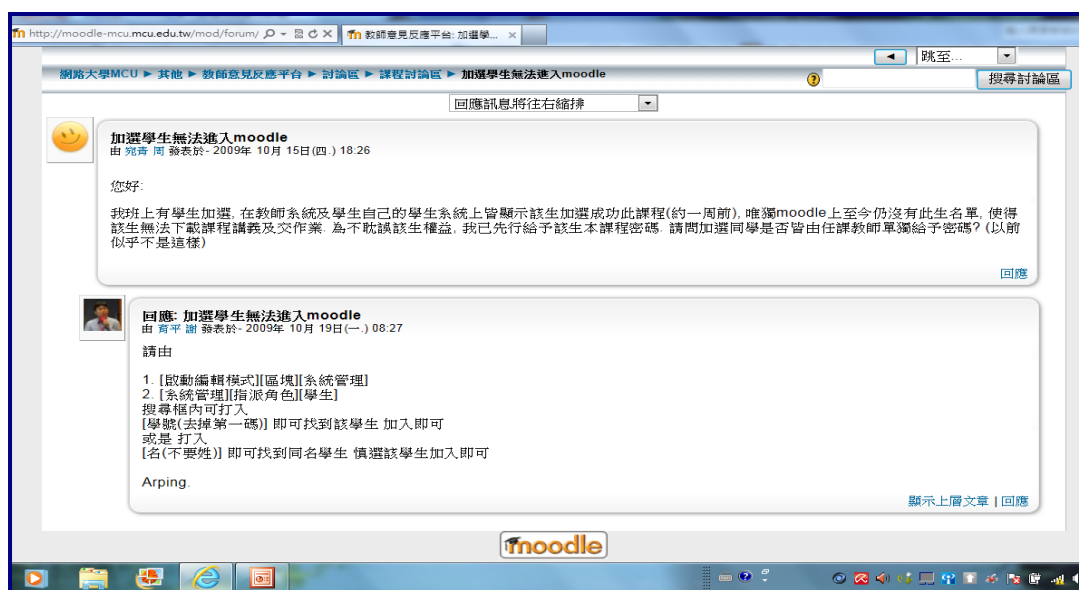 http://moodle-mcu.mcu.edu.tw/mod/forum/
教師意見反應平台: 加選學...
跳至...
網路大學MCU ► 其他 ► 教師意見反應平台 ► 討論區 ► 課程討論區 ► 加選學生無法進入moodle
搜尋討論區
回應訊息將往右縮排
加選學生無法進入moodle
由 宛青 周 發表於- 2009年 10月 15日(四.) 18:26
您好:
我班上有學生加選, 在教師系統及學生自己的學生系統上皆顯示該生加選成功此課程(約一周前), 唯獨moodle上至今仍沒有此生名單, 使得
該生無法下載課程講義及交作業. 為不耽誤該生權益, 我已先行給予該生本課程密碼. 請問加選同學是否皆由任課教師單獨給予密碼? (以前
似乎不是這樣)
回應
回應: 加選學生無法進入moodle
由 育平 謝 發表於- 2009年 10月 19日(一.) 08:27
請由
1. [啟動編輯模式][區塊][系統管理]
2. [系統管理][指派角色][學生]
搜尋框內可打入
[學號(去掉第一碼)] 即可找到該學生 加入即可
或是 打入
[名(不要姓)] 即可找到同名學生 慎選該學生加入即可
Arping.
顯示上層文章 | 回應
moodle